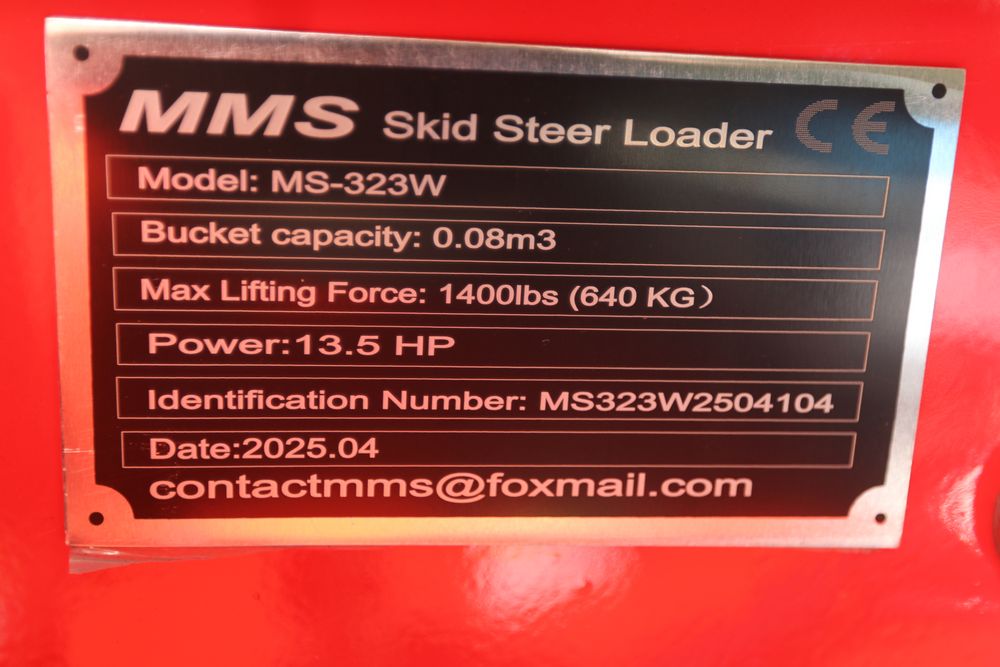 MMS Skid Steer Loader CE
Model: MS-323W
Bucket capacity: 0.08m3
Max Lifting Force: 1400lbs (640 KG）
Power:13.5 HP
Identification Number: MS323W2504104
Date:2025.04
contactmms@foxmail.com